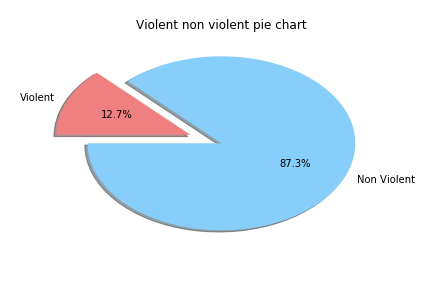 Violent non violent pie chart
Violent
12.7%
87.3%
Non Violent